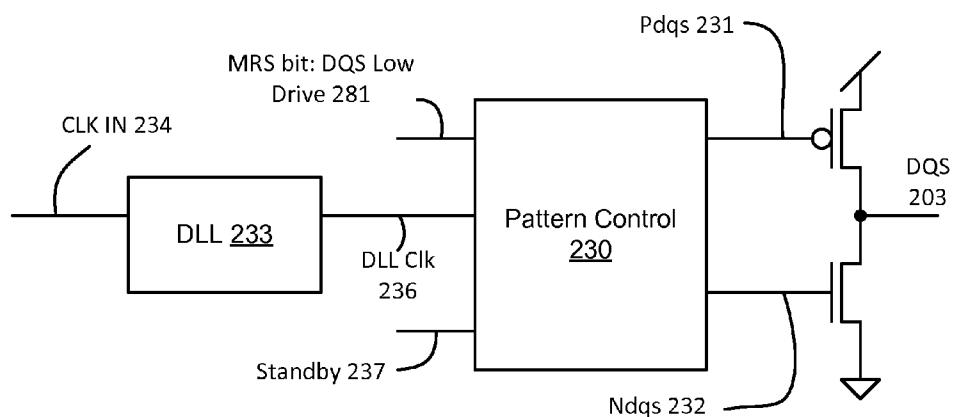 Pdqs 231
MRS bit: DQS Low
Drive 281
CLK IN 234
DQS
203
DLL 233
Pattern Control
230
DLL Clk
236
Standby 237
Ndqs 232